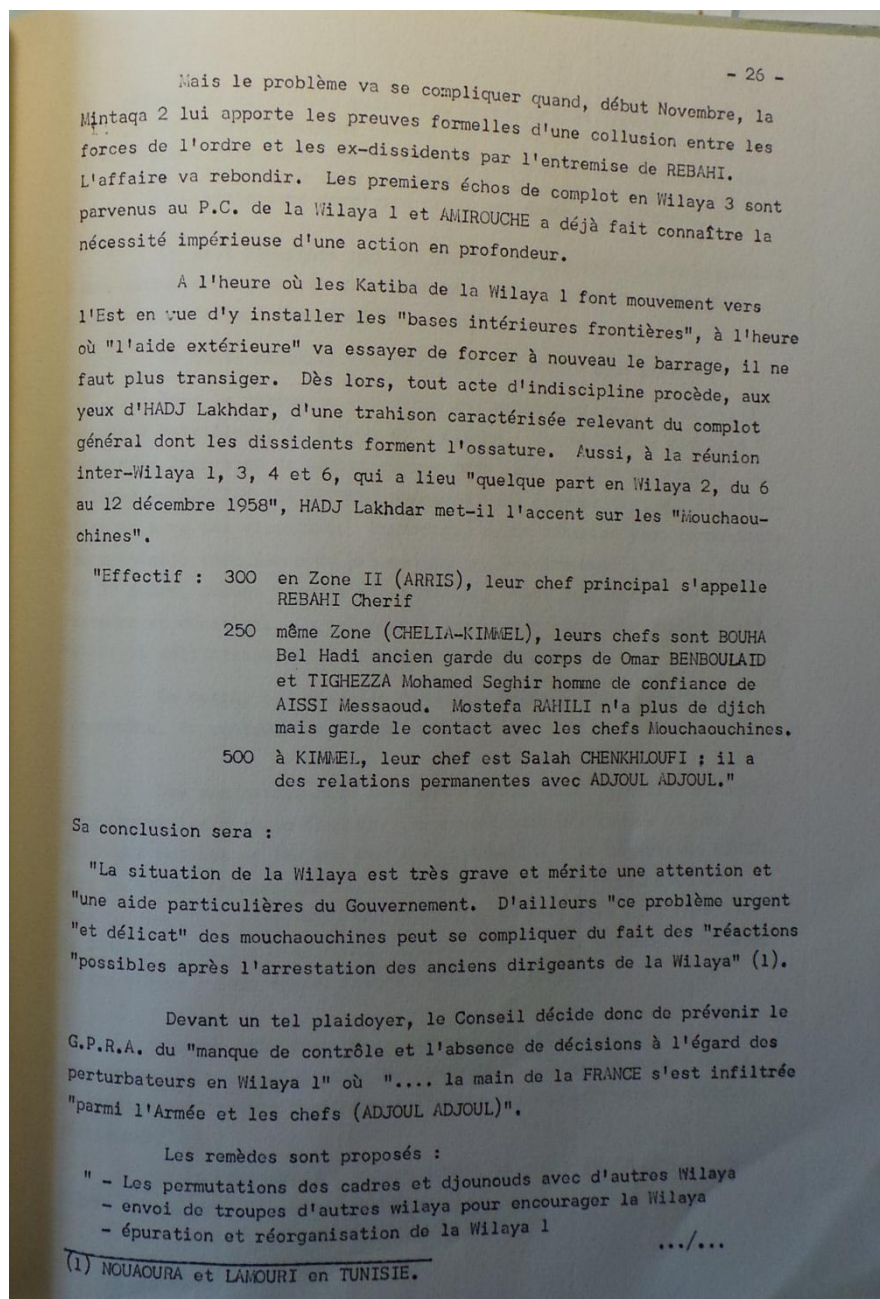 - 26 -
Mais le problème va se compliquer quand, début Novembre, la
Mintaqa 2 lui apporte les preuves formelles d'une collusion entre les
forces de l'ordre et les ex-dissidents par l'entremise de REBAHI.
L'affaire va rebondir. Les premiers échos de complot en Wilaya 3 sont
parvenus au P.C. de la Wilaya 1 et AMIROUCHE a déjà fait connaître la
nécessité impérieuse d'une action en profondeur.
A l'heure où les Katiba de la Wilaya 1 font mouvement vers
l'Est en vue d'y installer les "bases intérieures frontières", à l'heure
où "l'aide extérieure" va essayer de forcer à nouveau le barrage, il ne
faut plus transiger. Dès lors, tout acte d'indiscipline procède, aux
yeux d'HADJ Lakhdar, d'une trahison caractérisée relevant du complot
général dont les dissidents forment l'ossature. Aussi, à la réunion
inter-Wilaya 1, 3, 4 et 6, qui a lieu "quelque part en Wilaya 2, du 6
au 12 décembre 1958", HADJ Lakhdar met-il l'accent sur les "Mouchaou-
chines".
"Effectif : 300 en Zone II (ARRIS), leur chef principal s'appelle
REBAHI Cherif
250 même Zone (CHELIA-KIMMEL), leurs chefs sont BOUHA
Bel Hadi ancien garde du corps de Omar BENBOULAID
et TIGHEZZA Mohamed Seghir homme de confiance de
AISSI Messaoud. Mostefa RAHILI n'a plus de djich
mais garde le contact avec les chefs Mouchaouchines.
500 à KIMMEL, leur chef est Salah CHENKHLOUFI ; il a
des relations permanentes avec ADJOUL ADJOUL."
Sa conclusion sera :
"La situation de la Wilaya est très grave et mérite une attention et
"une aide particulières du Gouvernement. D'ailleurs "ce problème urgent
"et délicat" des mouchaouchines peut se compliquer du fait des "réactions
"possibles après l'arrestation des anciens dirigeants de la Wilaya" (1).
Devant un tel plaidoyer, le Conseil décide donc de prévenir le
G.P.R.A. du "manque de contrôle et l'absence de décisions à l'égard des
perturbateurs en Wilaya 1" où ".... la main de la FRANCE s'est infiltrée
"parmi l'Armée et les chefs (ADJOUL ADJOUL)".
Les remèdes sont proposés :
" - Les permutations des cadres et djounouds avec d'autres Wilaya
- envoi de troupes d'autres wilaya pour encourager la Wilaya
- épuration et réorganisation de la Wilaya 1
.../...
(1) NOUAOURA et LAMOURI en TUNISIE.